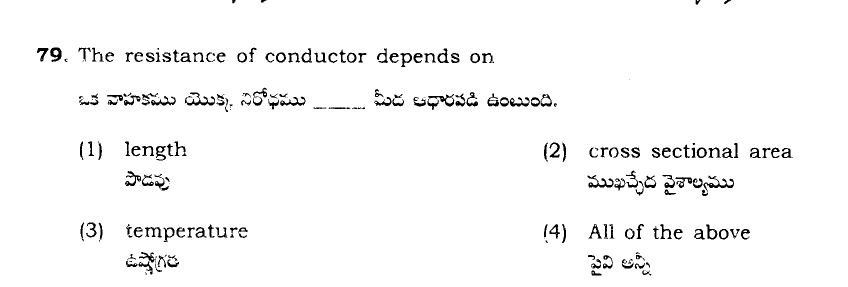 79. The resistance of conductor depends on
ఒక వాహకము యొక్క నిరోధము _____ మీద ఆధారపడి ఉంటుంది.
(1) length (2) cross sectional area
పొడవు ముఖచ్ఛేద వైశాల్యము
(3) temperature (4) All of the above
ఉష్ణోగ్రత పైవి అన్నీ